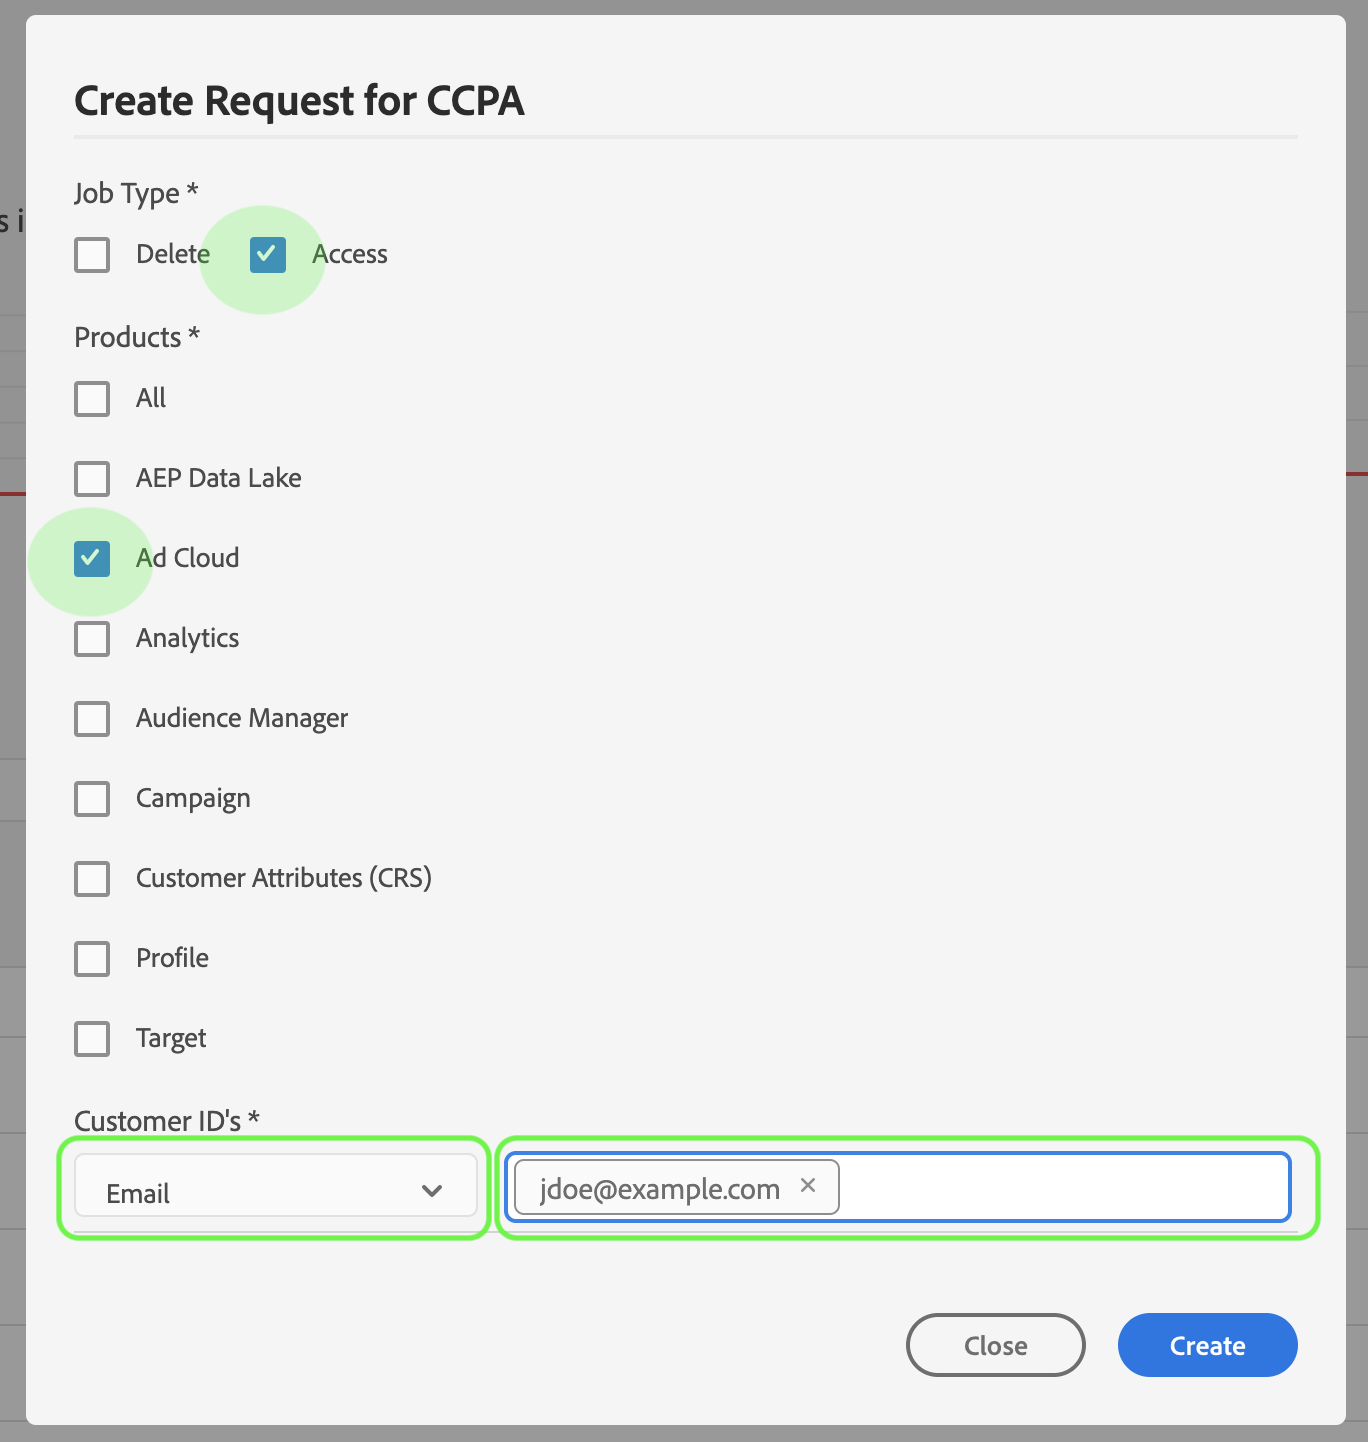 Create Request for CCPA
s i
Job Type *
Delete Access
Products *
All
AEP Data Lake
Ad Cloud
Analytics
Audience Manager
Campaign
Customer Attributes (CRS)
Profile
Target
Customer ID's *
Email
jdoe@example.com ×
Close Create